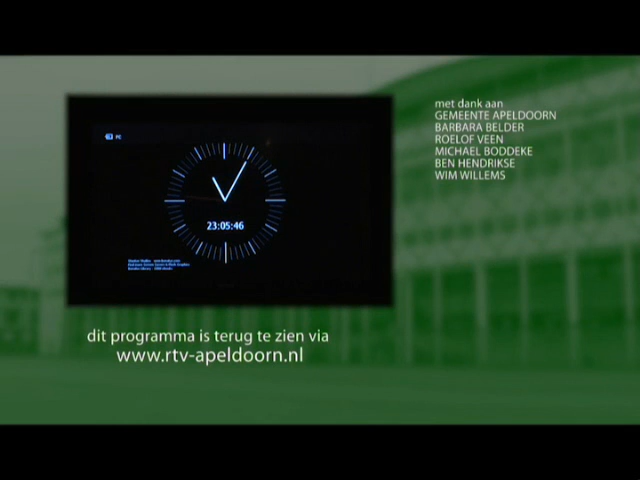 PC
23:05:46
met dank aan
GEMEENTE APELDOORN
BARBARA BELDER
ROELOF VEEN
MICHAEL BODDEKE
BEN HENDRIKSE
WIM WILLEMS
dit programma is terug te zien via
www.rtv-apeldoorn.nl